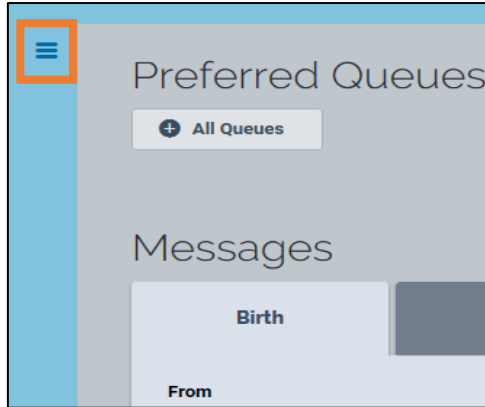 Preferred Queues
All Queues
Messages
Birth
From